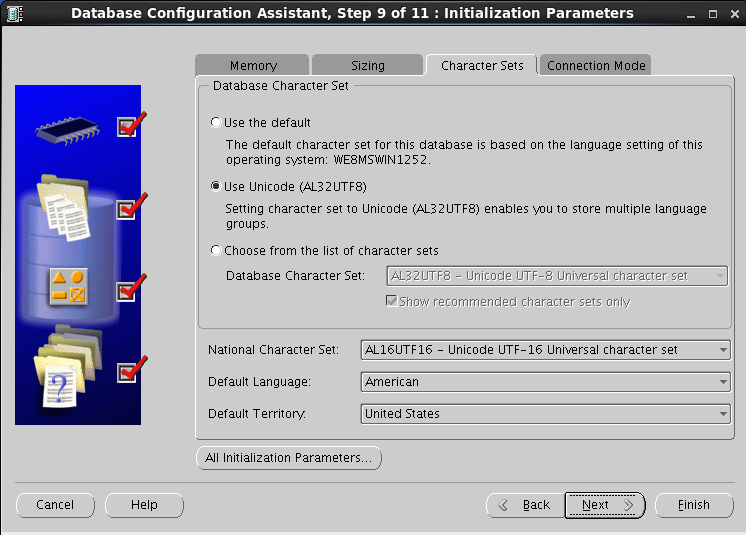 Database Configuration Assistant, Step 9 of 11 : Initialization Parameters
Memory
Sizing
Character Sets
Connection Mode
Database Character Set
Use the default
The default character set for this database is based on the language setting of this
operating system: WE8MSWIN1252.
Use Unicode (AL32UTF8)
Setting character set to Unicode (AL32UTF8) enables you to store multiple language
groups.
Choose from the list of character sets
Database Character Set: AL32UTF8 - Unicode UTF-8 Universal character set
Show recommended character sets only
National Character Set: AL16UTF16 - Unicode UTF-16 Universal character set
Default Language: American
Default Territory: United States
All Initialization Parameters...
?
Cancel
Help
Back
Next
Finish